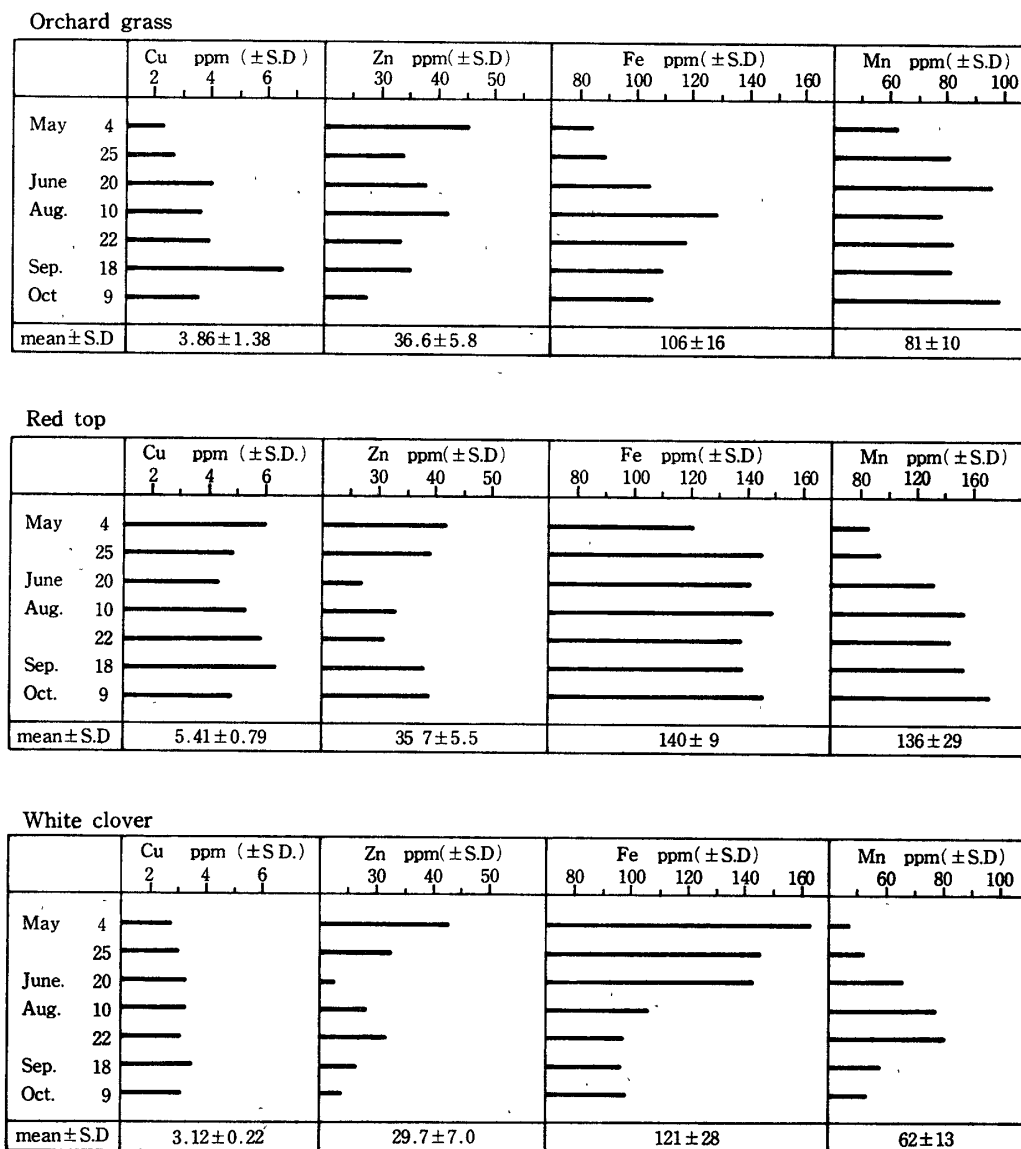 Orchard grass
Cu ppm (±S.D) Zn ppm(±S.D) Fe ppm(±S.D) Mn ppm(±S.D)
2 4 6 30 40 50 80 100 120 140 160 60 80 100
May 4
25
June 20
Aug. 10
22
Sep. 18
Oct 9
mean±S.D 3.86±1.38 36.6±5.8 106±16 81±10
Red top
Cu ppm (±S.D.) Zn ppm(±S.D) Fe ppm(±S.D) Mn ppm(±S.D)
2 4 6 30 40 50 80 100 120 140 160 80 120 160
May 4
25
June 20
Aug. 10
22
Sep. 18
Oct. 9
mean±S.D 5.41±0.79 35 7±5.5 140±9 136±29
White clover
Cu ppm (±S D.) Zn ppm(±S.D) Fe ppm(±S.D) Mn ppm(±S.D)
2 4 6 30 40 50 80 100 120 140 160 60 80 100
May 4
25
June. 20
Aug. 10
22
Sep. 18
Oct. 9
mean±S.D 3.12±0.22 29.7±7.0 121±28 62±13